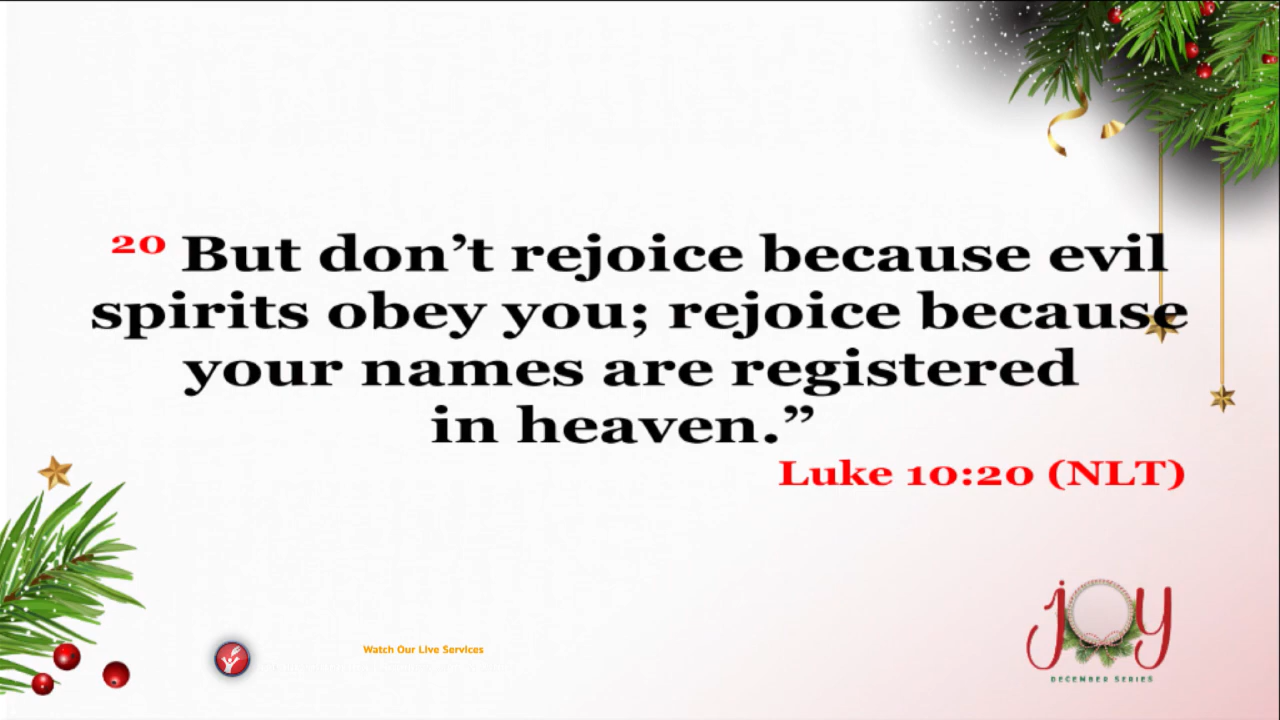 20 But don’t rejoice because evil
spirits obey you; rejoice because
your names are registered
in heaven.”
Luke 10:20 (NLT)
Watch Our Live Services
joy
DECEMBER SERIES